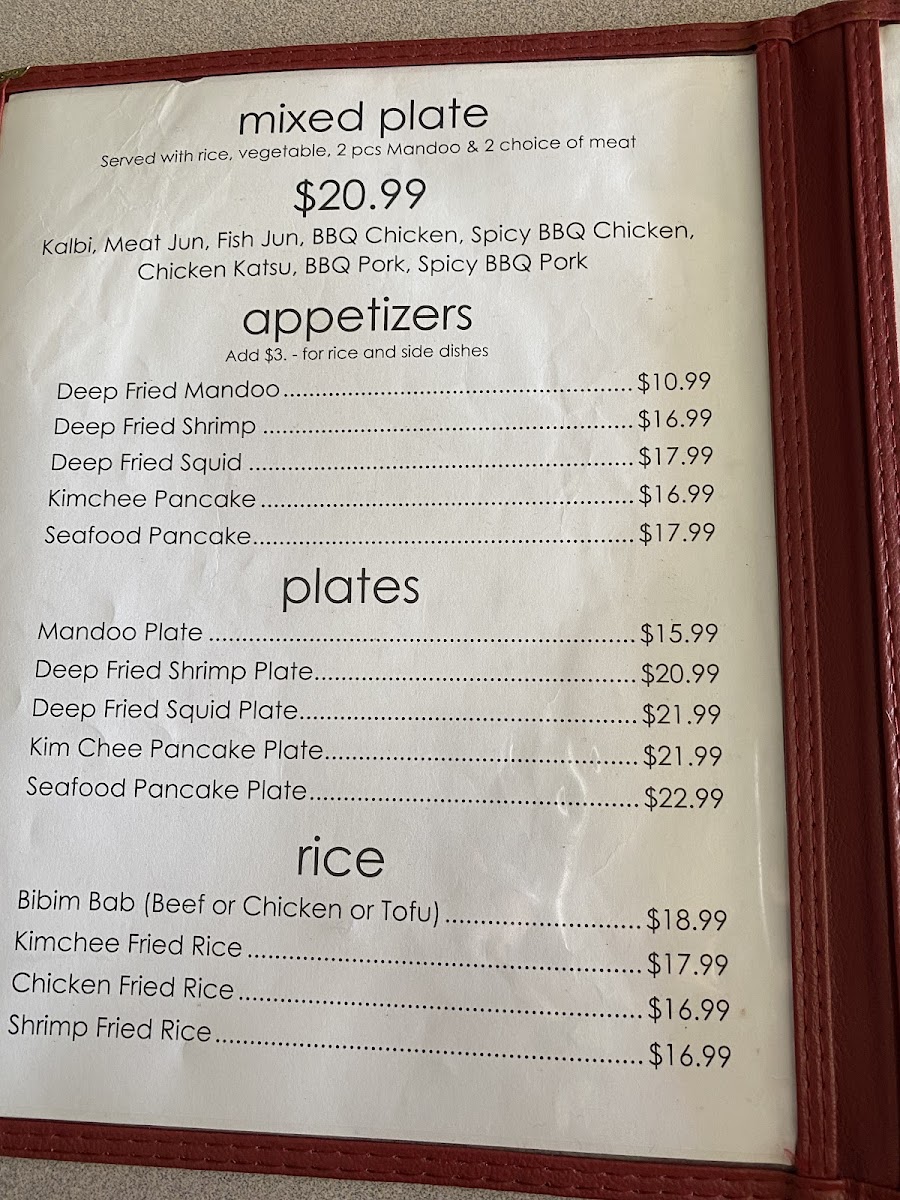 mixed plate
Served with rice, vegetable, 2 pcs Mandoo & 2 choice of meat
$20.99
Kalbi, Meat Jun, Fish Jun, BBQ Chicken, Spicy BBQ Chicken,
Chicken Katsu, BBQ Pork, Spicy BBQ Pork
appetizers
Add $3. - for rice and side dishes
Deep Fried Mandoo $10.99
Deep Fried Shrimp $16.99
Deep Fried Squid $17.99
Kimchee Pancake $16.99
Seafood Pancake $17.99
plates
Mandoo Plate $15.99
Deep Fried Shrimp Plate $20.99
Deep Fried Squid Plate $21.99
Kim Chee Pancake Plate $21.99
Seafood Pancake Plate $22.99
rice
Bibim Bab (Beef or Chicken or Tofu) $18.99
Kimchee Fried Rice $17.99
Chicken Fried Rice $16.99
Shrimp Fried Rice $16.99